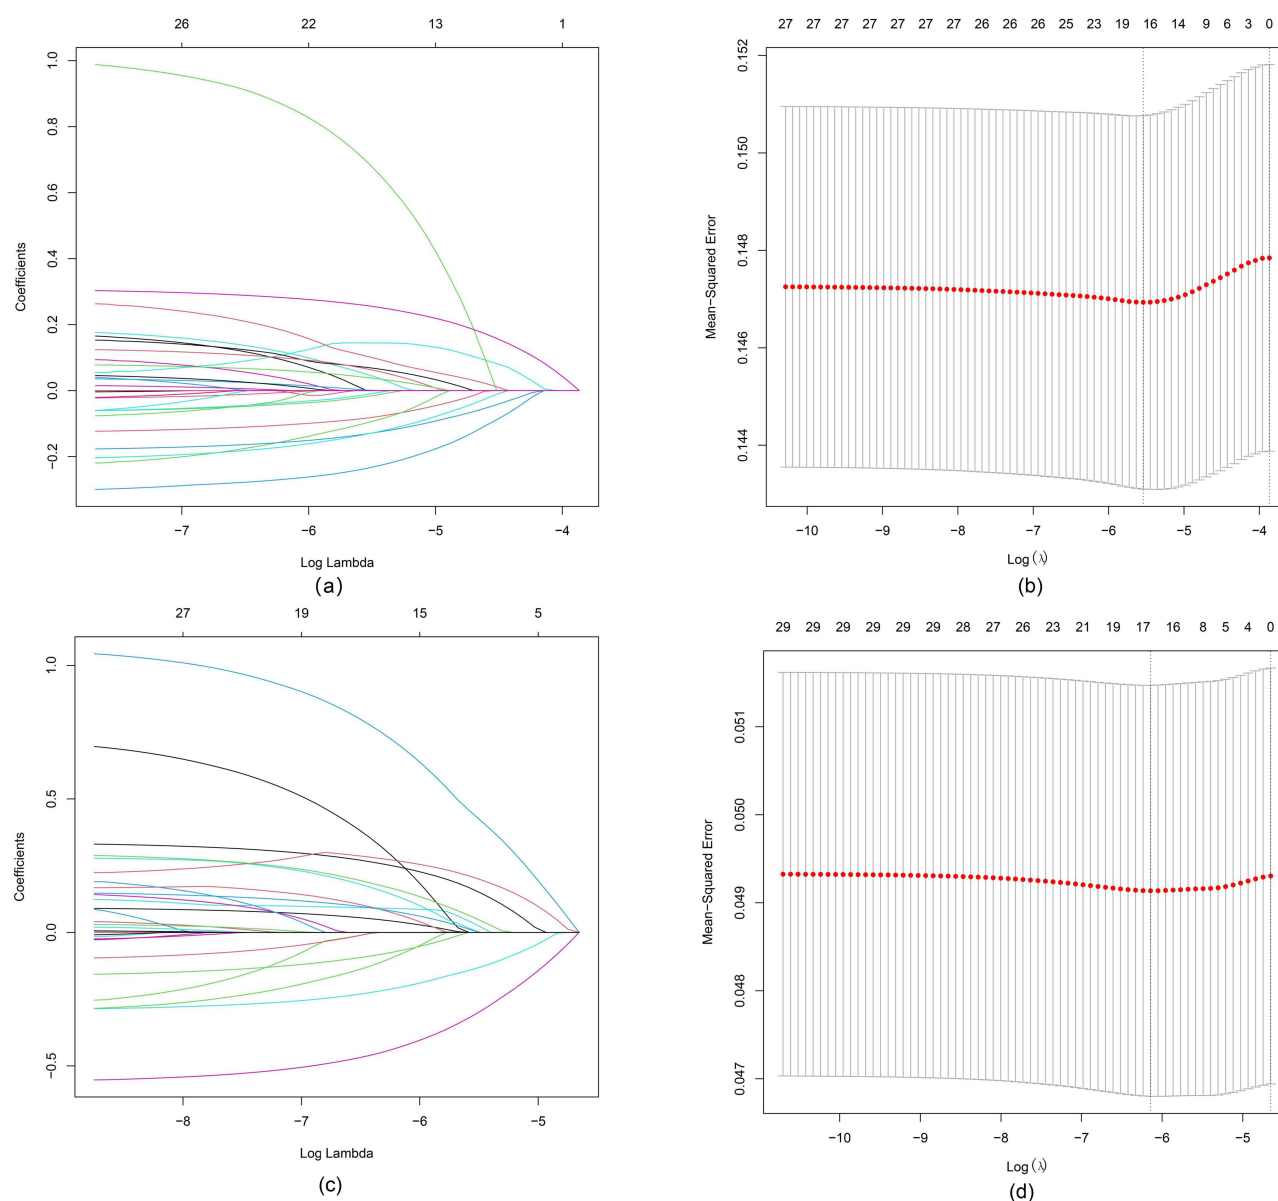 26 22 13 1
1.0
0.8
0.6
0.4
0.2
0.0
−0.2
Coefficients
−7 −6 −5 −4
Log Lambda
(a)
27 27 27 27 27 27 26 26 25 23 19 16 14 9 6 3 0
0.152
0.150
0.148
0.146
0.144
Mean−Squared Error
−10 −9 −8 −7 −6 −5 −4
Log(λ)
(b)
27 19 15 5
1.0
0.5
0.0
−0.5
Coefficients
−8 −7 −6 −5
Log Lambda
(c)
29 29 29 29 29 28 27 26 23 21 19 17 16 8 5 4 0
0.051
0.050
0.049
0.048
0.047
Mean−Squared Error
−10 −9 −8 −7 −6 −5
Log(λ)
(d)